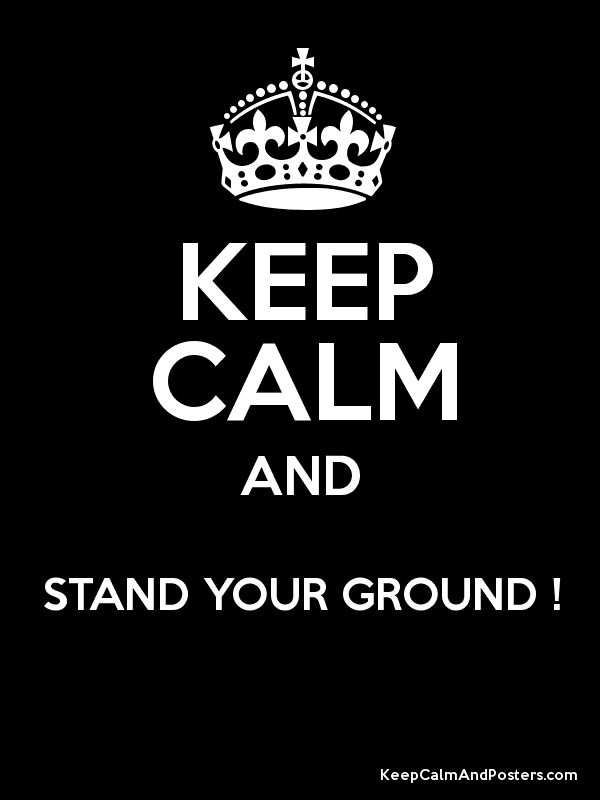 KEEP
CALM
AND
STAND YOUR GROUND !
KeepCalmAndPosters.com